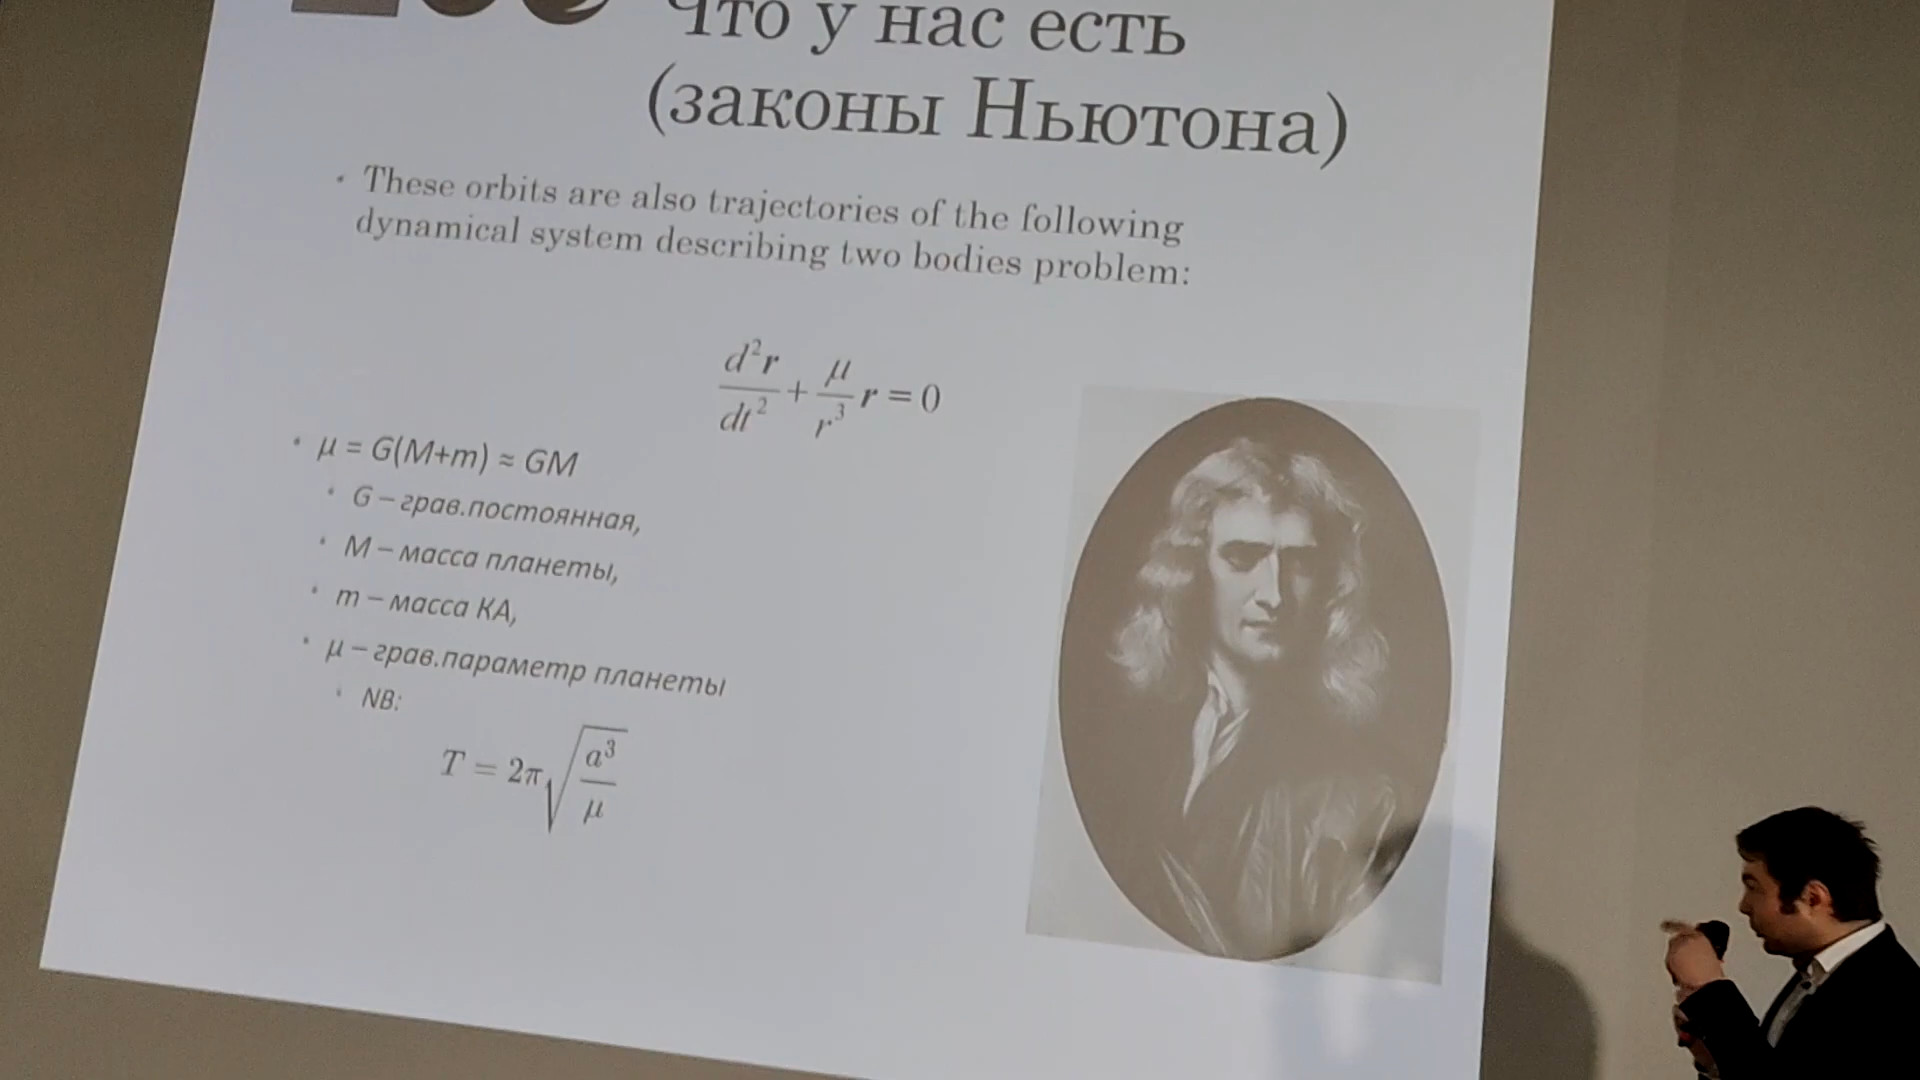 Что у нас есть
(законы Ньютона)
• These orbits are also trajectories of the following
dynamical system describing two bodies problem:
d²r/dt² + μ/r³ r = 0
• μ = G(M+m) ≈ GM
• G – грав.постоянная,
• M – масса планеты,
• m – масса КА,
• μ – грав.параметр планеты
• NB:
T = 2π√(a³/μ)